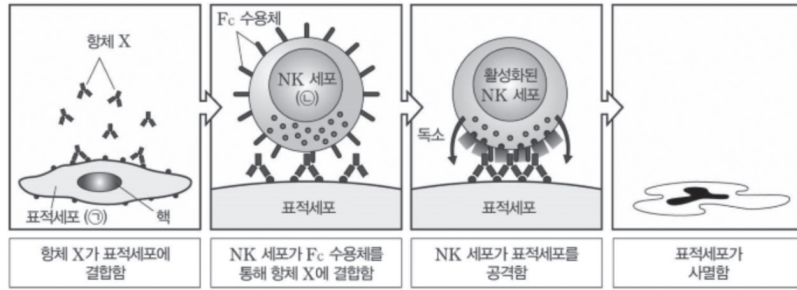 항체 X
표적세포 (㉠)
핵
Fc 수용체
NK 세포
(㉡)
표적세포
활성화된
NK 세포
독소
표적세포
항체 X가 표적세포에
결합함
NK 세포가 Fc 수용체를
통해 항체 X에 결합함
NK 세포가 표적세포를
공격함
표적세포가
사멸함